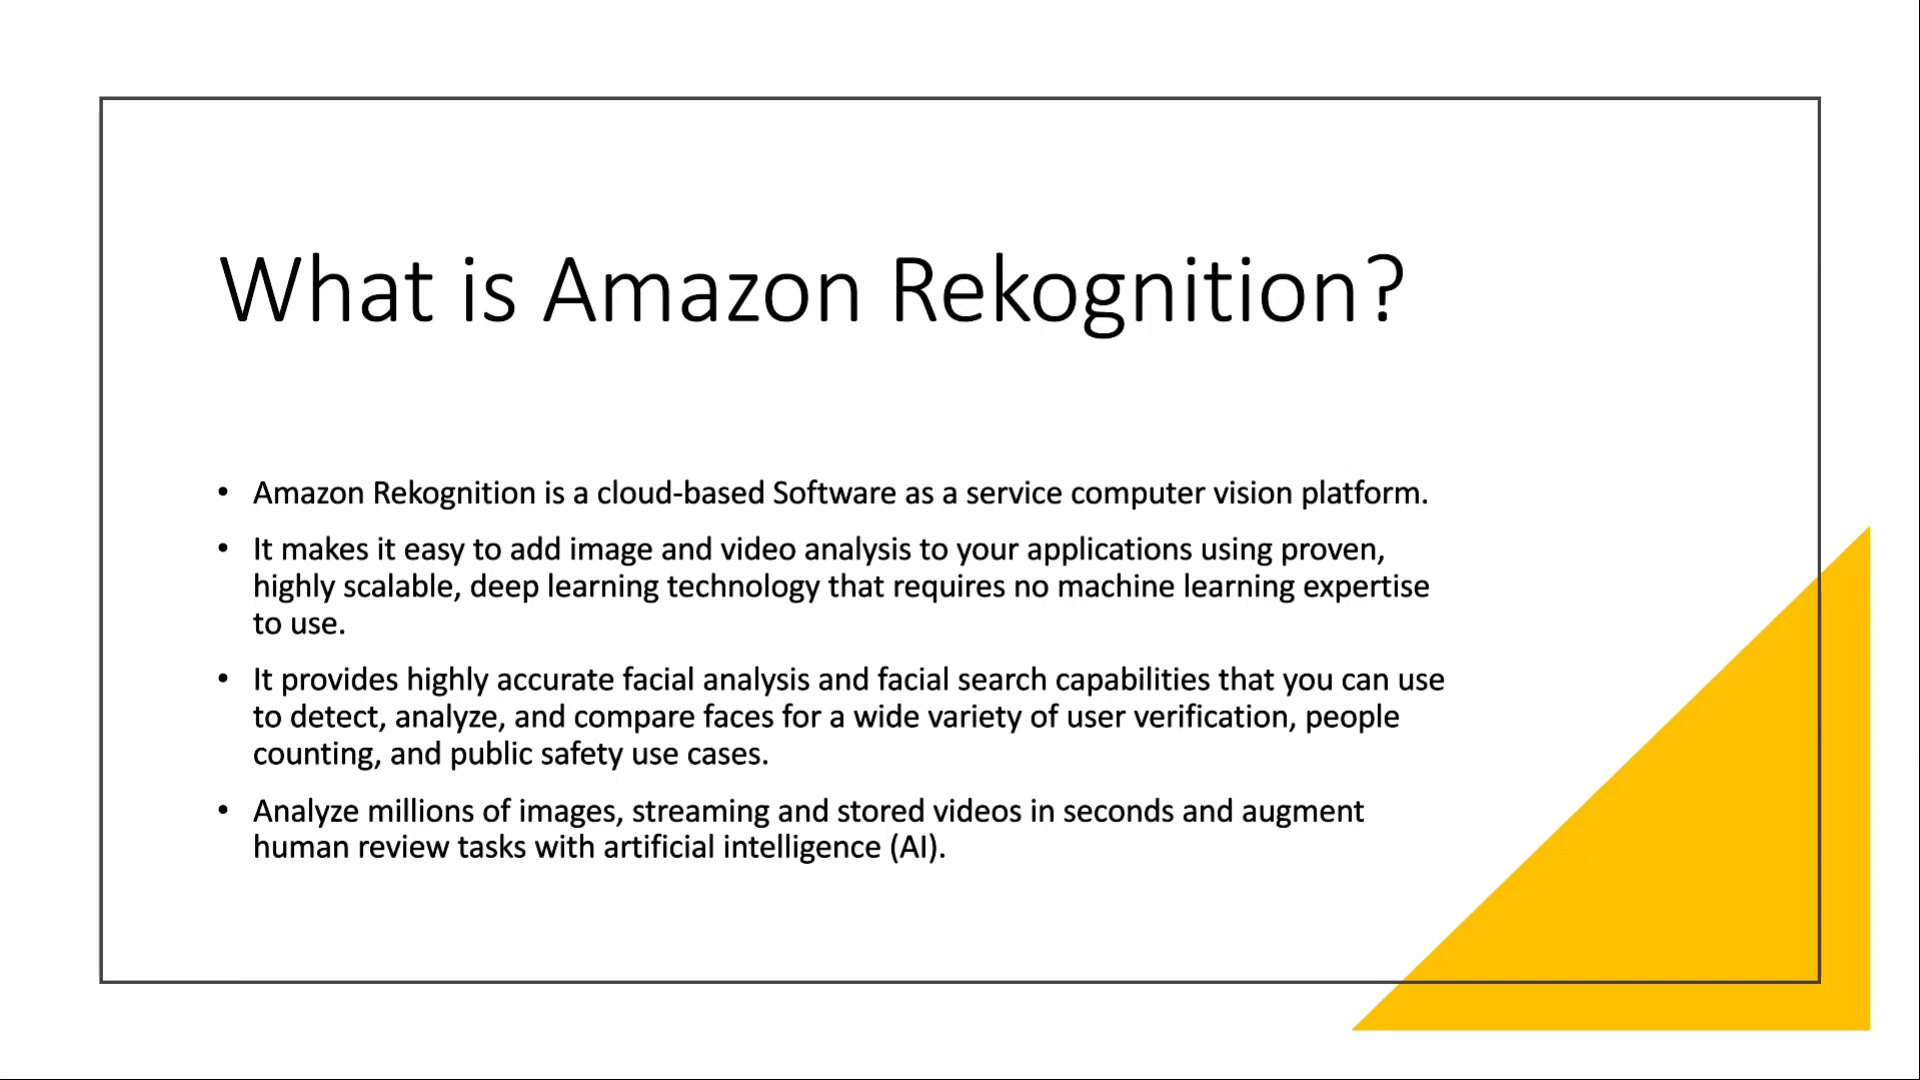 What is Amazon Rekognition?
• Amazon Rekognition is a cloud-based Software as a service computer vision platform.
• It makes it easy to add image and video analysis to your applications using proven,
highly scalable, deep learning technology that requires no machine learning expertise
to use.
• It provides highly accurate facial analysis and facial search capabilities that you can use
to detect, analyze, and compare faces for a wide variety of user verification, people
counting, and public safety use cases.
• Analyze millions of images, streaming and stored videos in seconds and augment
human review tasks with artificial intelligence (AI).